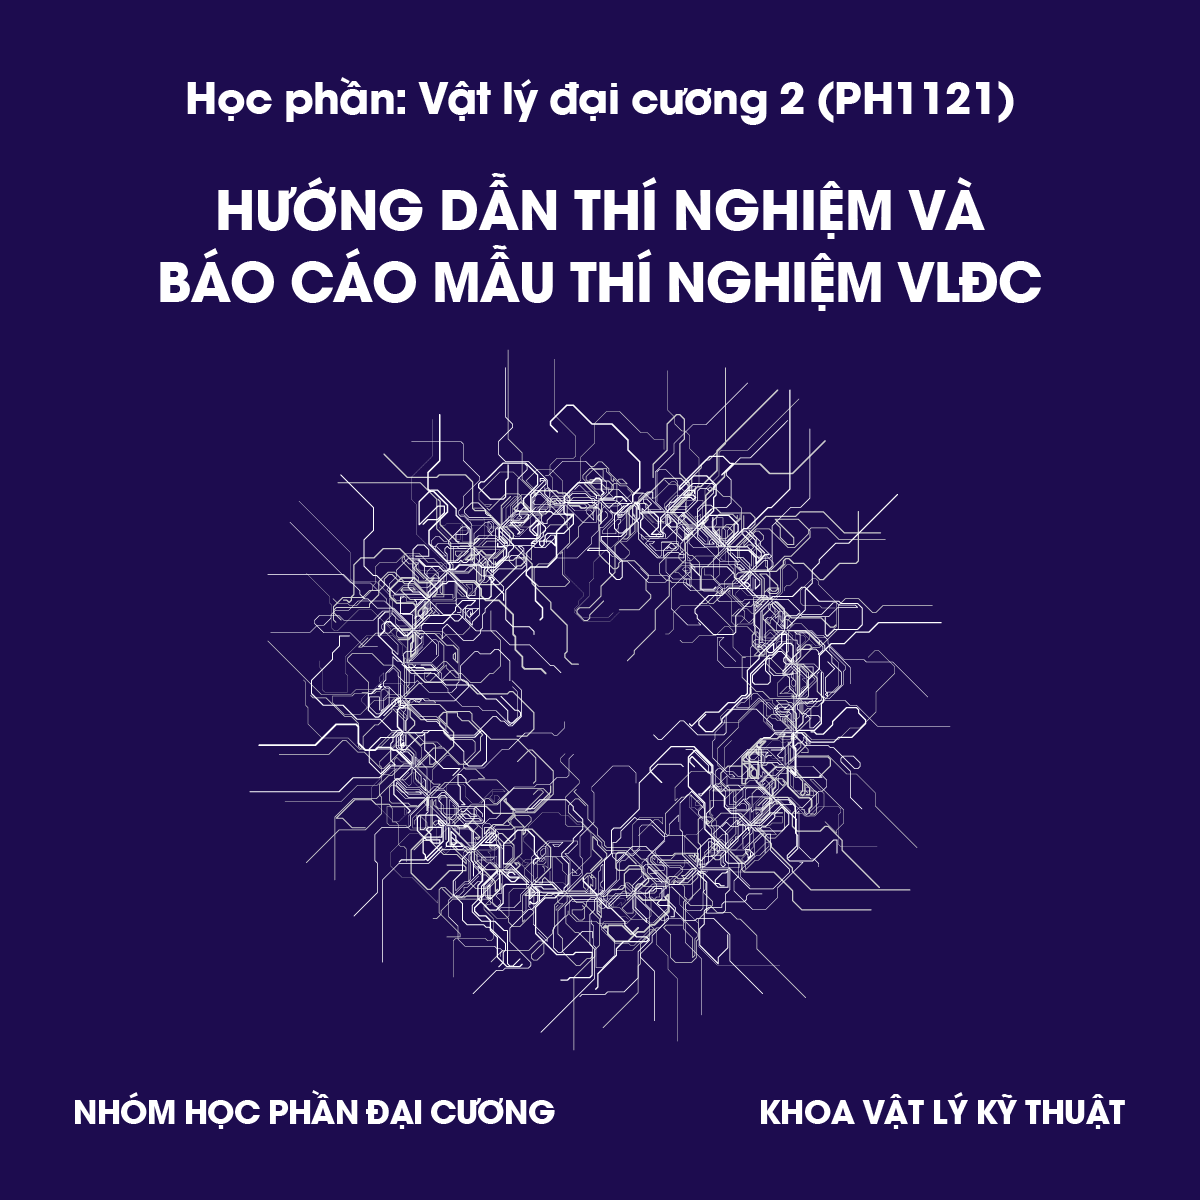 Học phần: Vật lý đại cương 2 (PH1121)
HƯỚNG DẪN THÍ NGHIỆM VÀ
BÁO CÁO MẪU THÍ NGHIỆM VLĐC
NHÓM HỌC PHẦN ĐẠI CƯƠNG
KHOA VẬT LÝ KỸ THUẬT